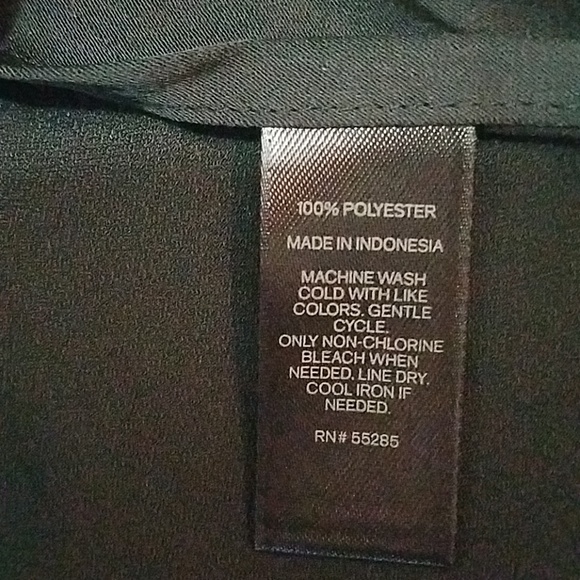 100% POLYESTER
MADE IN INDONESIA
MACHINE WASH
COLD WITH LIKE
COLORS. GENTLE
CYCLE.
ONLY NON-CHLORINE
BLEACH WHEN
NEEDED. LINE DRY.
COOL IRON IF
NEEDED.
RN# 55285